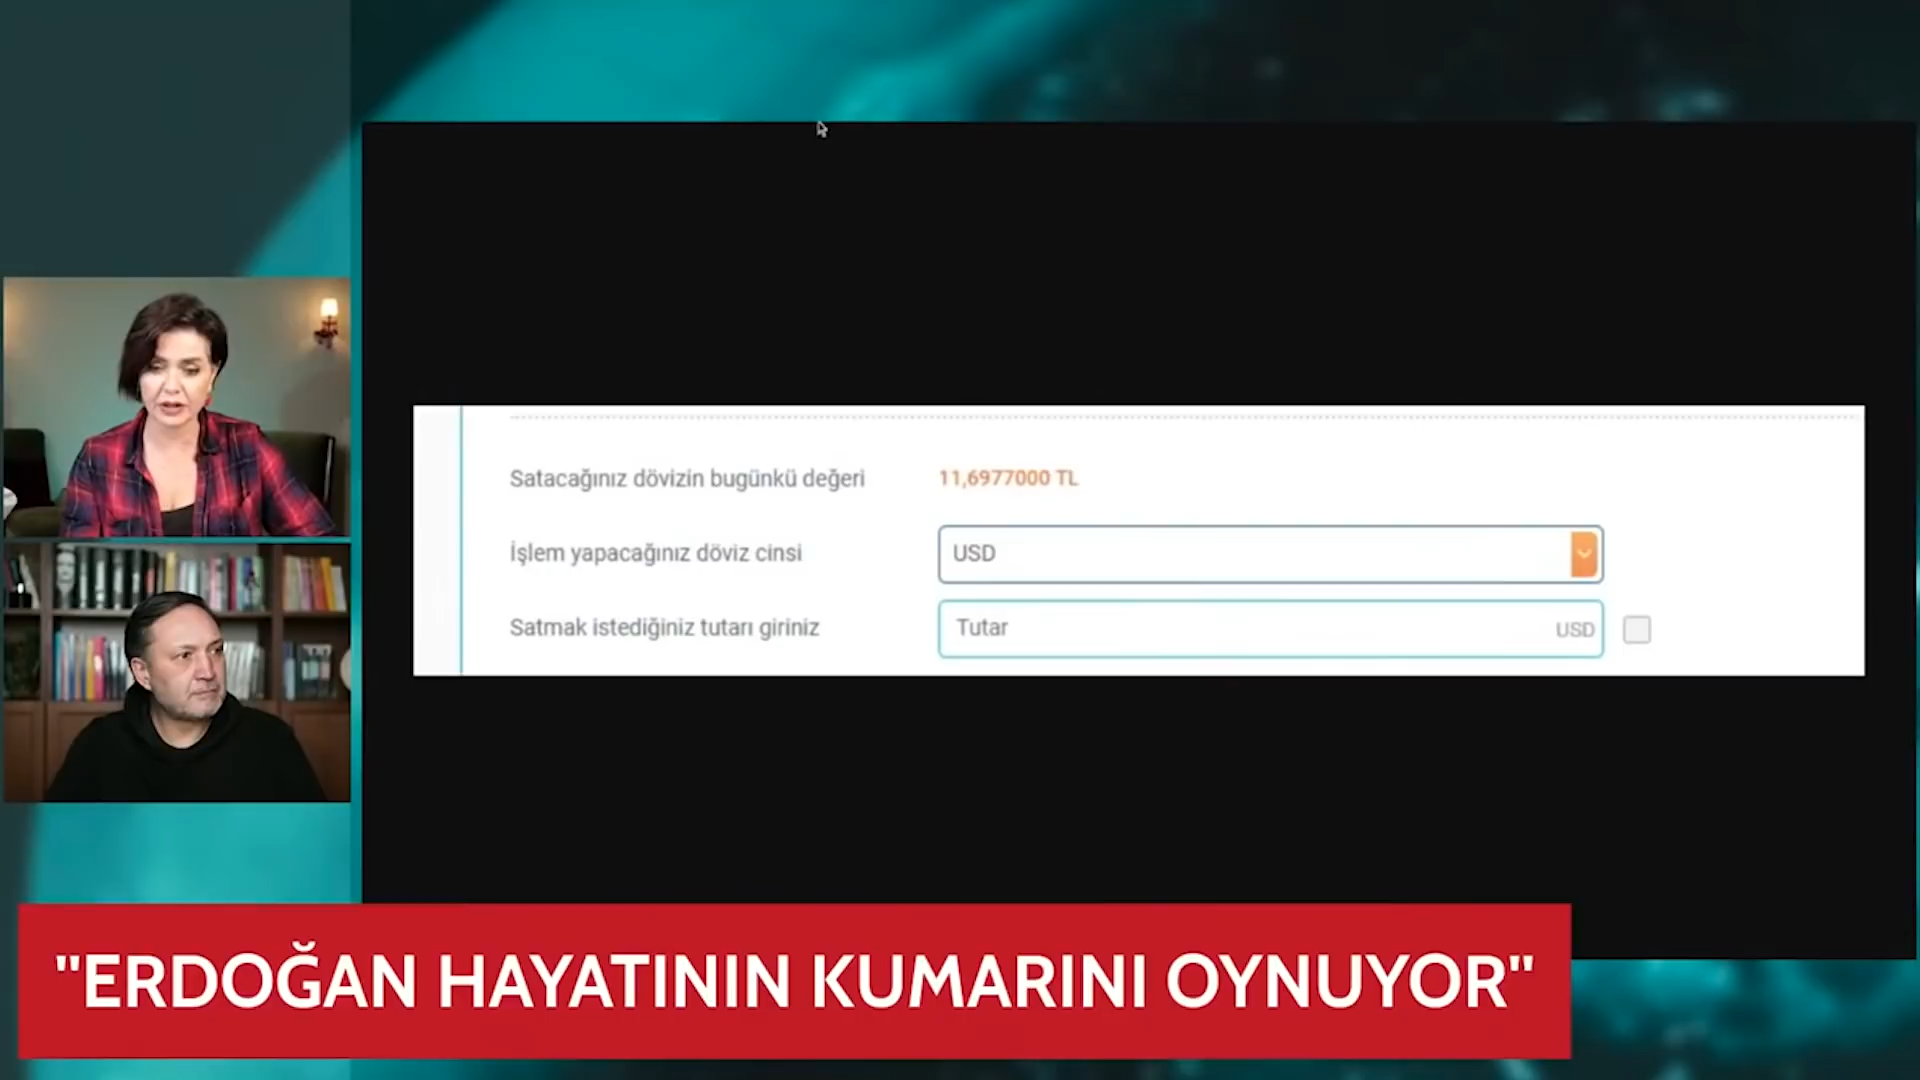 Satacağınız dövizin bugünkü değeri 11,6977000 TL
İşlem yapacağınız döviz cinsi USD
Satmak istediğiniz tutarı giriniz Tutar USD
"ERDOĞAN HAYATININ KUMARINI OYNUYOR"